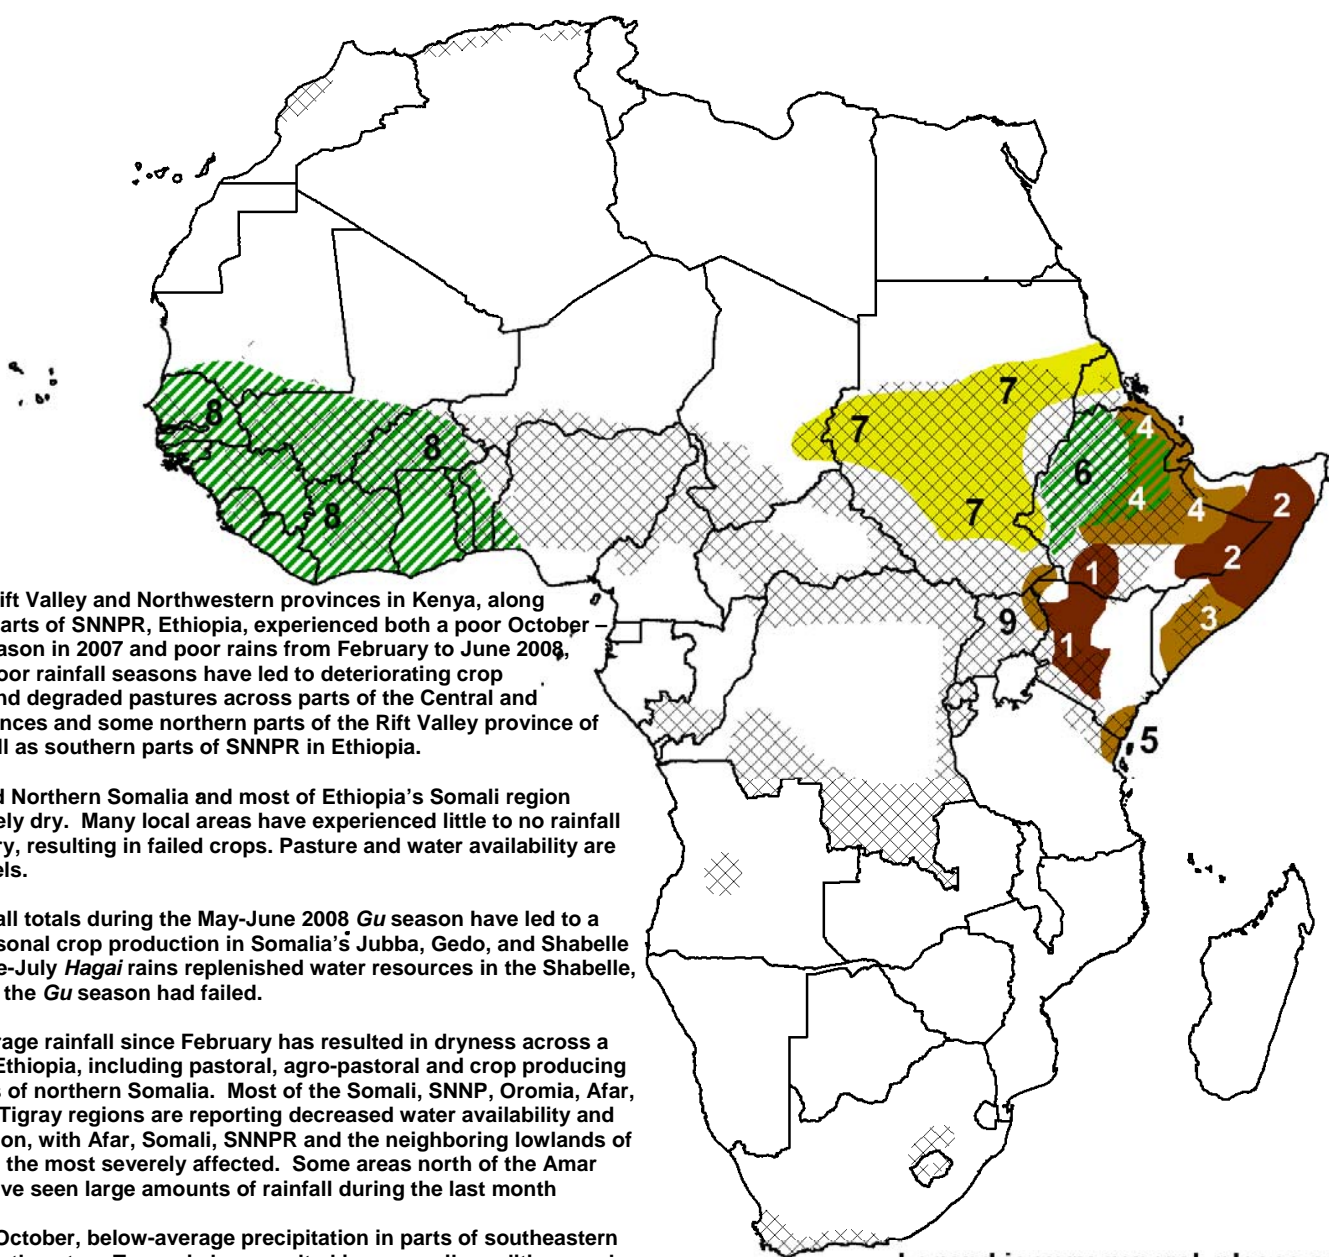 8
8
8
7
7
7
6
4
4
4
2
2
1
1
3
9
5
ift Valley and Northwestern provinces in Kenya, along
arts of SNNPR, Ethiopia, experienced both a poor October –
ason in 2007 and poor rains from February to June 2008,
oor rainfall seasons have led to deteriorating crop
nd degraded pastures across parts of the Central and
nces and some northern parts of the Rift Valley province of
ll as southern parts of SNNPR in Ethiopia.
d Northern Somalia and most of Ethiopia's Somali region
ely dry. Many local areas have experienced little to no rainfall
ry, resulting in failed crops. Pasture and water availability are
els.
all totals during the May-June 2008 Gu season have led to a
sonal crop production in Somalia's Jubba, Gedo, and Shabelle
e-July Hagai rains replenished water resources in the Shabelle,
the Gu season had failed.
rage rainfall since February has resulted in dryness across a
Ethiopia, including pastoral, agro-pastoral and crop producing
s of northern Somalia. Most of the Somali, SNNP, Oromia, Afar,
Tigray regions are reporting decreased water availability and
on, with Afar, Somali, SNNPR and the neighboring lowlands of
the most severely affected. Some areas north of the Amar
ve seen large amounts of rainfall during the last month
October, below-average precipitation in parts of southeastern